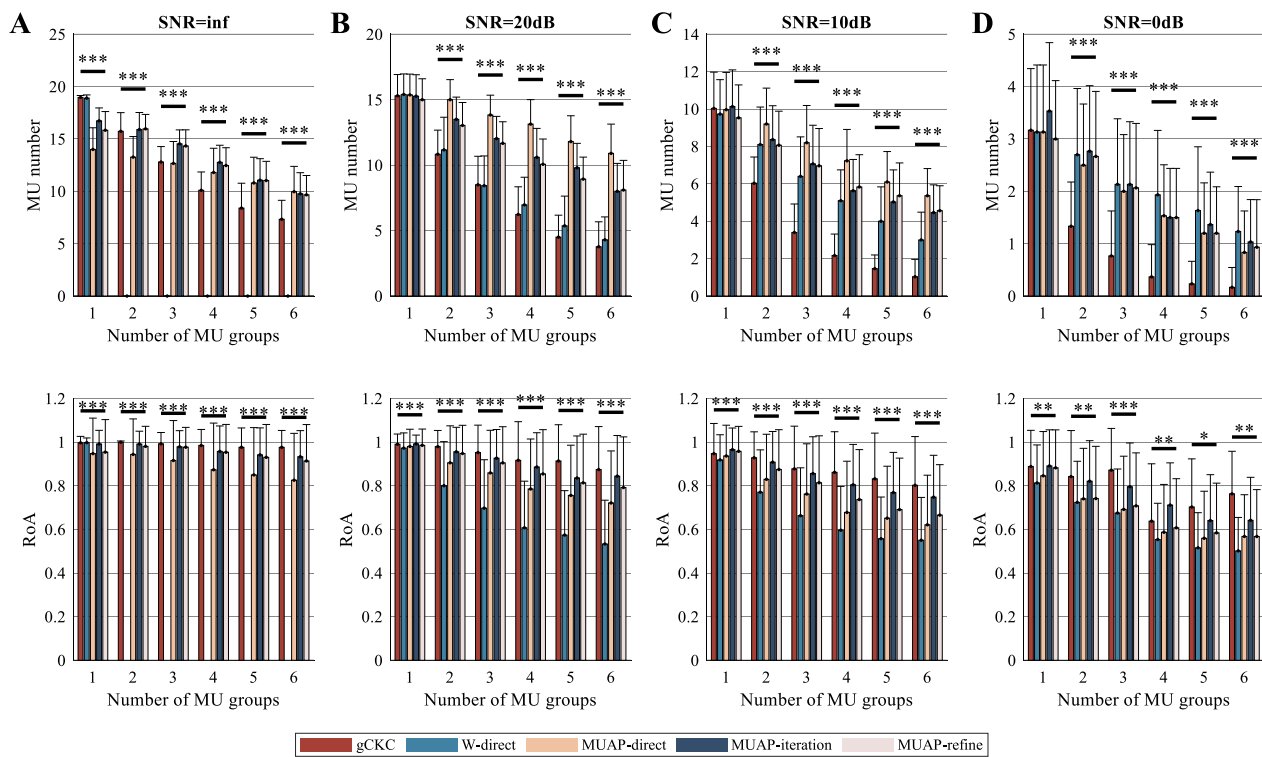 A SNR=inf
B SNR=20dB
C SNR=10dB
D SNR=0dB
MU number
25
20
15
10
5
0
*** *** *** *** *** ***
1 2 3 4 5 6
Number of MU groups
MU number
20
15
10
5
0
*** *** *** *** ***
1 2 3 4 5 6
Number of MU groups
MU number
14
12
10
8
6
4
2
0
*** *** *** *** ***
1 2 3 4 5 6
Number of MU groups
MU number
5
4
3
2
1
0
*** *** *** *** ***
1 2 3 4 5 6
Number of MU groups
RoA
1.2
1
0.8
0.6
0.4
0.2
0
*** *** *** *** *** ***
1 2 3 4 5 6
Number of MU groups
RoA
1.2
1
0.8
0.6
0.4
0.2
0
*** *** *** *** *** ***
1 2 3 4 5 6
Number of MU groups
RoA
1.2
1
0.8
0.6
0.4
0.2
0
*** *** *** *** *** ***
1 2 3 4 5 6
Number of MU groups
RoA
1.2
1
0.8
0.6
0.4
0.2
0
** ** *** ** * **
1 2 3 4 5 6
Number of MU groups
gCKC W-direct MUAP-direct MUAP-iteration MUAP-refine